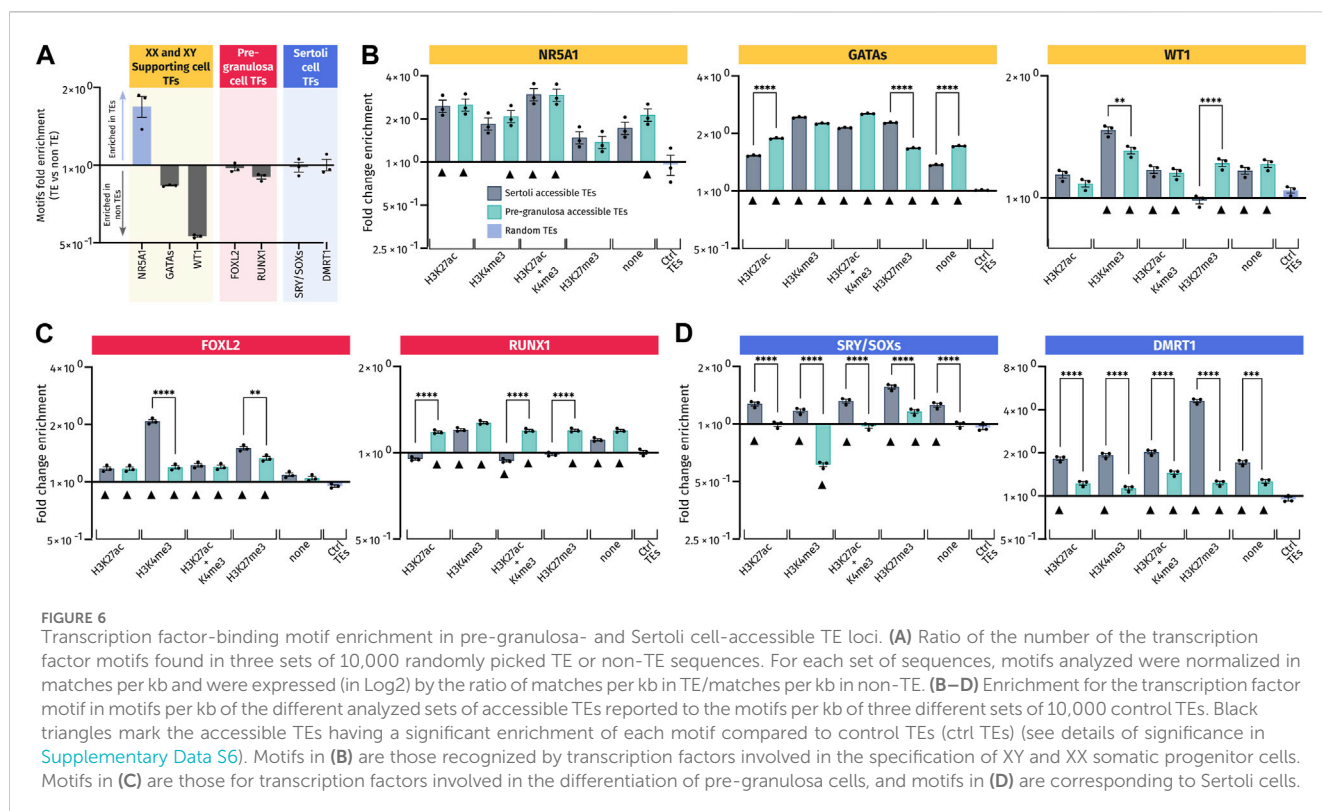 A
XX and XY
Supporting cell
TFs
Pre-
granulosa
cell TFs
Sertoli
cell
TFs
Motifs fold enrichment
(TE vs non TE)
Enriched in TEs
Enriched in
non TEs
2×10⁰
1×10⁰
5×10⁻¹
NR5A1
GATAs
WT1
FOXL2
RUNX1
SRY/SOXs
DMRT1
B
NR5A1
Fold change enrichment
4×10⁰
2×10⁰
1×10⁰
5×10⁻¹
2.5×10⁻¹
Sertoli accessible TEs
Pre-granulosa accessible TEs
Random TEs
H3K27ac
H3K4me3
H3K27ac
+
K4me3
H3K27me3
none
Ctrl
TEs
GATAs
4×10⁰
2×10⁰
1×10⁰
5×10⁻¹
****
****
****
H3K27ac
H3K4me3
H3K27ac
+
K4me3
H3K27me3
none
Ctrl
TEs
WT1
2×10⁰
1×10⁰
**
****
H3K27ac
H3K4me3
H3K27ac
+
K4me3
H3K27me3
none
Ctrl
TEs
C
FOXL2
Fold change enrichment
4×10⁰
2×10⁰
1×10⁰
5×10⁻¹
****
**
H3K27ac
H3K4me3
H3K27ac
+
K4me3
H3K27me3
none
Ctrl
TEs
RUNX1
2×10⁰
1×10⁰
5×10⁻¹
****
****
****
H3K27ac
H3K4me3
H3K27ac
+
K4me3
H3K27me3
none
Ctrl
TEs
D
SRY/SOXs
Fold change enrichment
2×10⁰
1×10⁰
5×10⁻¹
2.5×10⁻¹
****
****
****
****
****
H3K27ac
H3K4me3
H3K27ac
+
K4me3
H3K27me3
none
Ctrl
TEs
DMRT1
8×10⁰
4×10⁰
2×10⁰
1×10⁰
5×10⁻¹
****
****
****
****
***
H3K27ac
H3K4me3
H3K27ac
+
K4me3
H3K27me3
none
Ctrl
TEs
FIGURE 6
Transcription factor-binding motif enrichment in pre-granulosa- and Sertoli cell-accessible TE loci. (A) Ratio of the number of the transcription
factor motifs found in three sets of 10,000 randomly picked TE or non-TE sequences. For each set of sequences, motifs analyzed were normalized in
matches per kb and were expressed (in Log2) by the ratio of matches per kb in TE/matches per kb in non-TE. (B–D) Enrichment for the transcription factor
motif in motifs per kb of the different analyzed sets of accessible TEs reported to the motifs per kb of three different sets of 10,000 control TEs. Black
triangles mark the accessible TEs having a significant enrichment of each motif compared to control TEs (ctrl TEs) (see details of significance in
Supplementary Data S6). Motifs in (B) are those recognized by transcription factors involved in the specification of XY and XX somatic progenitor cells.
Motifs in (C) are those for transcription factors involved in the differentiation of pre-granulosa cells, and motifs in (D) are corresponding to Sertoli cells.